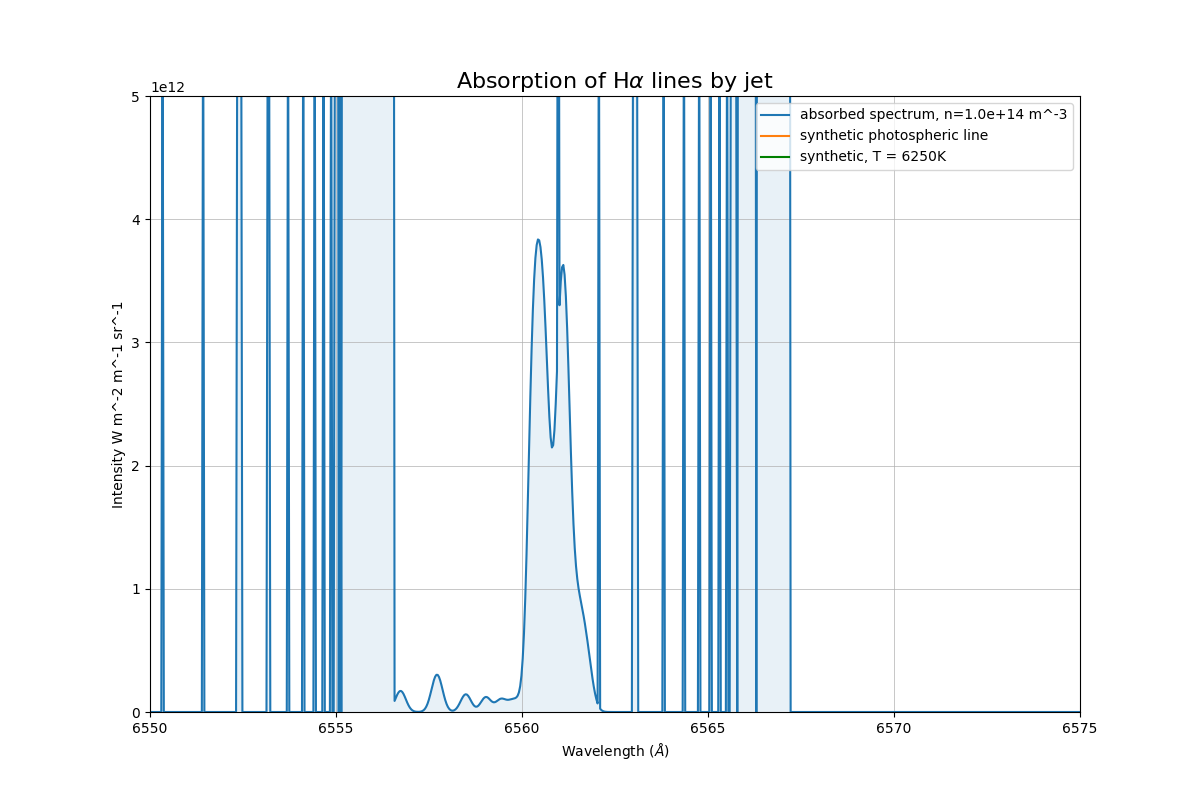 Absorption of Hα lines by jet
1e12
absorbed spectrum, n=1.0e+14 m^-3
synthetic photospheric line
synthetic, T = 6250K
5
4
3
2
1
0
Intensity W m^-2 m^-1 sr^-1
6550
6555
6560
6565
6570
6575
Wavelength (Å)